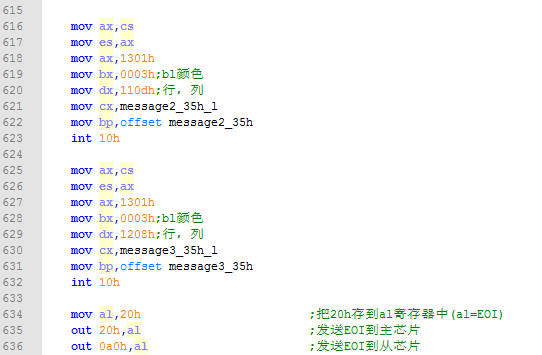 615
616 mov ax,cs
617 mov es,ax
618 mov ax,1301h
619 mov bx,0003h;bl颜色
620 mov dx,110dh;行，列
621 mov cx,message2_35h_l
622 mov bp,offset message2_35h
623 int 10h
624
625 mov ax,cs
626 mov es,ax
627 mov ax,1301h
628 mov bx,0003h;bl颜色
629 mov dx,1208h;行，列
630 mov cx,message3_35h_l
631 mov bp,offset message3_35h
632 int 10h
633
634 mov al,20h ;把20h存到al寄存器中(al=EOI)
635 out 20h,al ;发送EOI到主芯片
636 out 0a0h,al ;发送EOI到从芯片